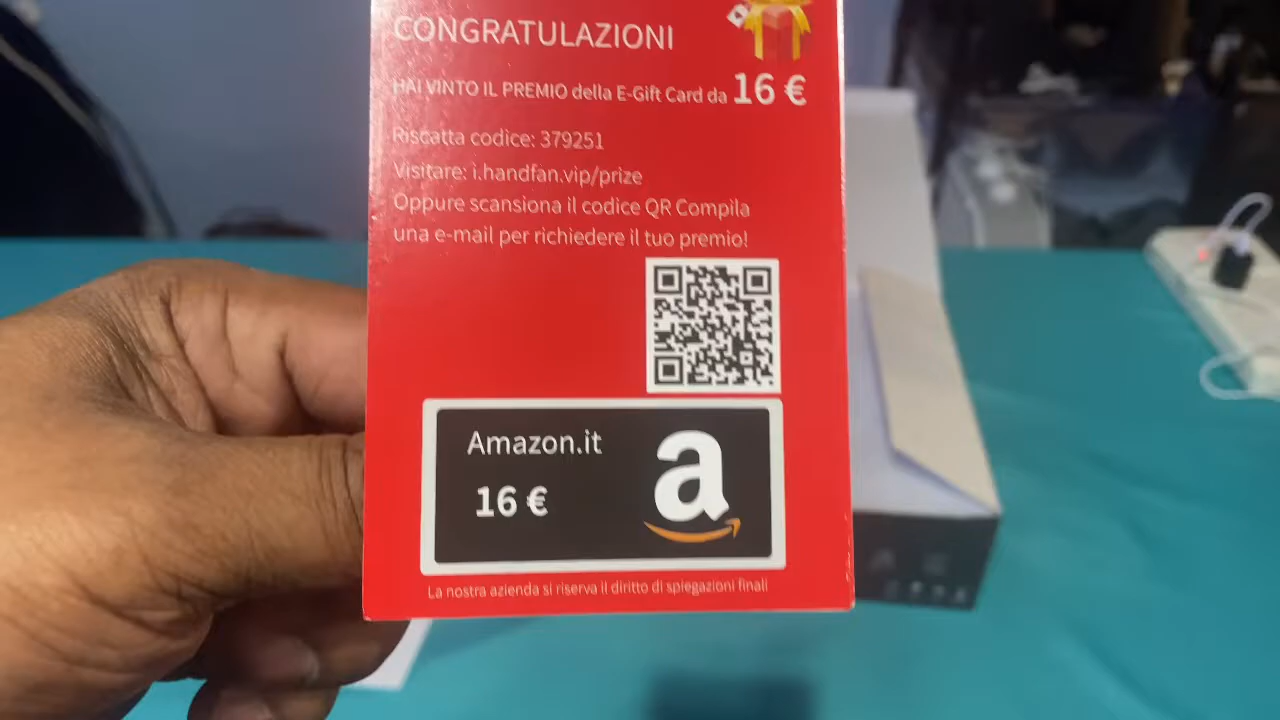 CONGRATULAZIONI
HAI VINTO IL PREMIO della E-Gift Card da 16 €
Riscatta codice: 379251
Visitare: i.handfan.vip/prize
Oppure scansiona il codice QR Compila
una e-mail per richiedere il tuo premio!
Amazon.it
16 €
a
La nostra azienda si riserva il diritto di spiegazioni finali